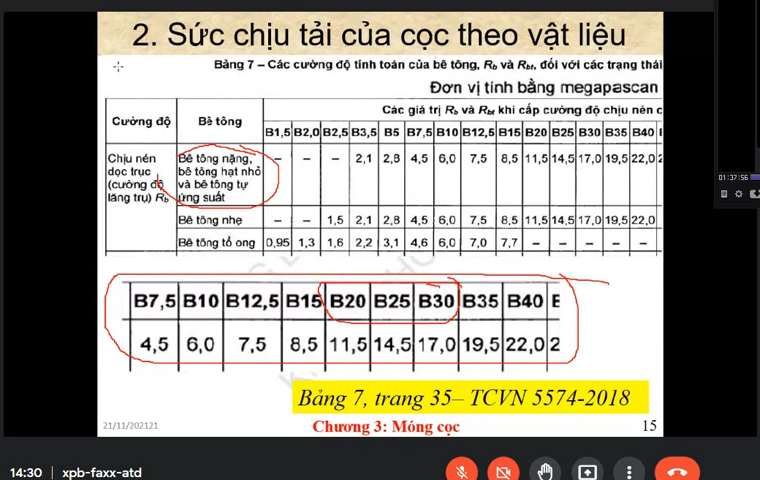 2. Sức chịu tải của cọc theo vật liệu
Bảng 7 – Các cường độ tính toán của bê tông, Rb và Rbt, đối với các trạng thái
Đơn vị tính bằng megapascan
Cường độ Bê tông Các giá trị Rb và Rbt khi cấp cường độ chịu nén c
B1,5 B2,0 B2,5 B3,5 B5 B7,5 B10 B12,5 B15 B20 B25 B30 B35 B40
Chịu nén dọc trục (cường độ lăng trụ) Rb
Bê tông nặng, bê tông hạt nhỏ và bê tông tự ứng suất – – – 2,1 2,8 4,5 6,0 7,5 8,5 11,5 14,5 17,0 19,5 22,0 2
Bê tông nhẹ – – 1,5 2,1 2,8 4,5 6,0 7,5 8,5 11,5 14,5 17,0 19,5 22,0
Bê tông tổ ong 0,95 1,3 1,6 2,2 3,1 4,6 6,0 7,0 7,7 – – – – –
B7,5 B10 B12,5 B15 B20 B25 B30 B35 B40 E
4,5 6,0 7,5 8,5 11,5 14,5 17,0 19,5 22,0 2
Bảng 7, trang 35– TCVN 5574-2018
21/11/202121 Chương 3: Móng cọc 15
01:37:56
14:30 | xpb-faxx-atd